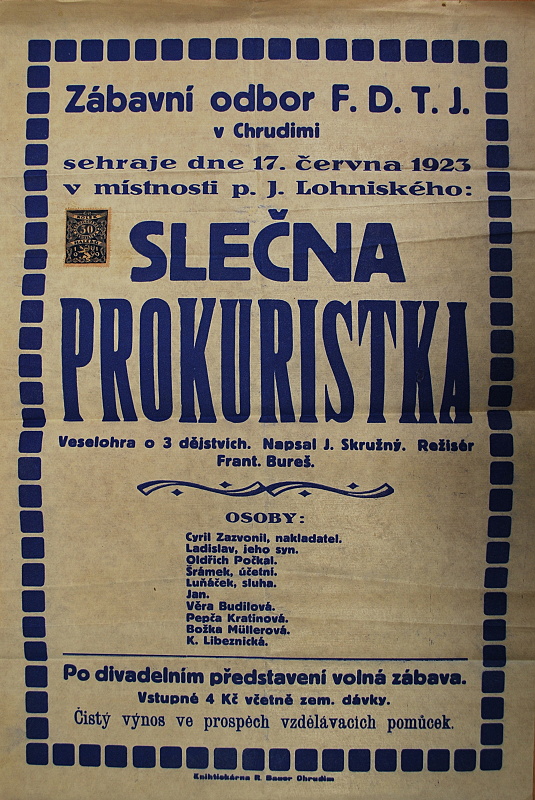 Zábavní odbor F. D. T. J.
v Chrudimi
sehraje dne 17. června 1923
v místnosti p. J. Lohniského:
KOLEK
50
HALÉŘŮ
SLEČNA
PROKURISTKA
Veselohra o 3 dějstvích. Napsal J. Skružný. Režisér
Frant. Bureš.
OSOBY:
Cyril Zazvonil, nakladatel.
Ladislav, jeho syn.
Oldřich Počkal.
Šrámek, účetní.
Luňáček, sluha.
Jan.
Věra Budilová.
Pepča Kratinová.
Božka Müllerová.
K. Libeznická.
Po divadelním představení volná zábava.
Vstupné 4 Kč včetně zem. dávky.
Čistý výnos ve prospěch vzdělávacích pomůcek.
Knihtiskárna R. Bauer Chrudim